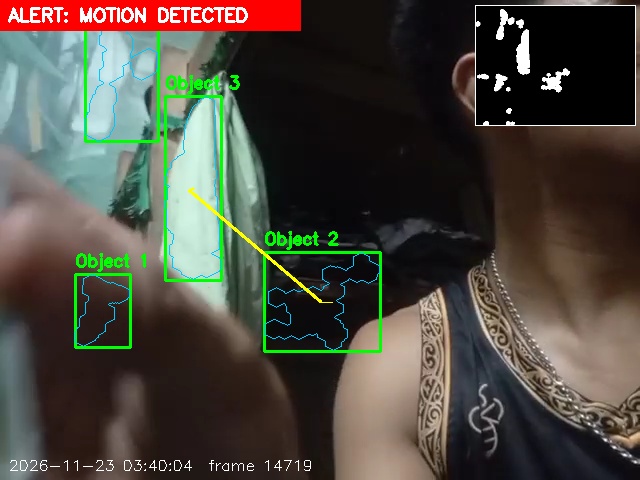 ALERT: MOTION DETECTED
Object 3
Object 2
Object 1
2026-11-23 03:40:04 frame 14719